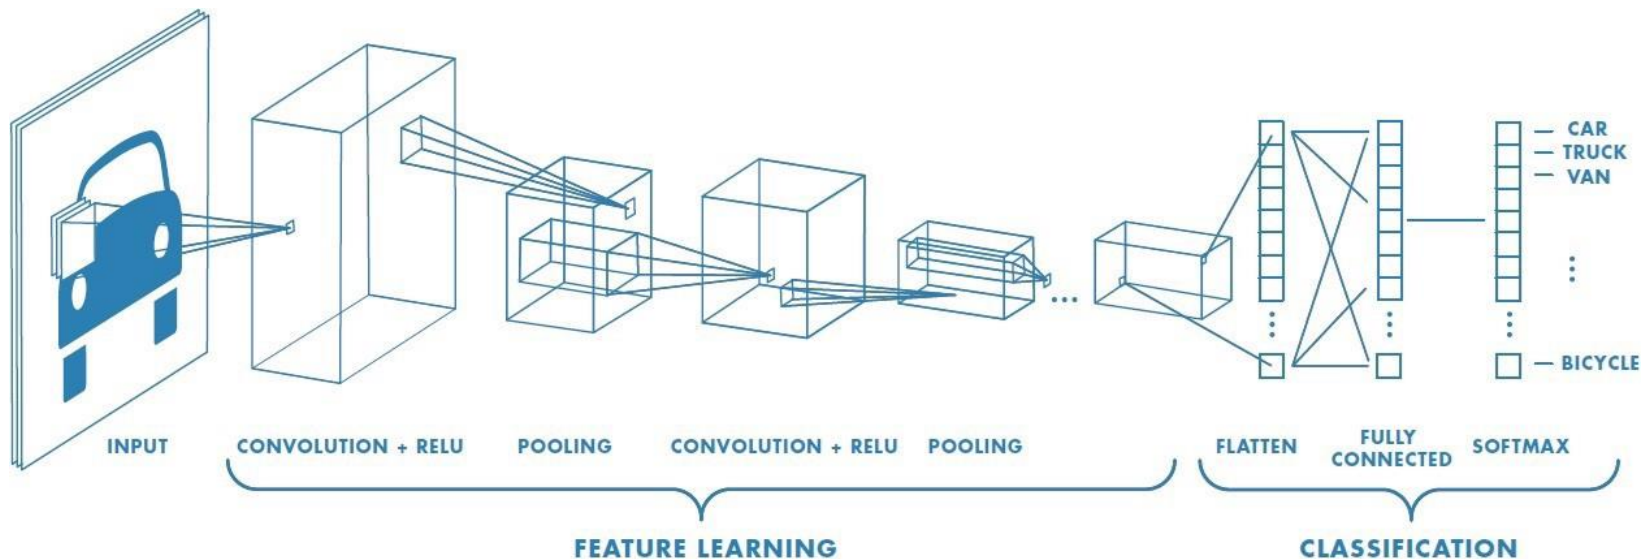 CAR
TRUCK
VAN
BICYCLE
INPUT
CONVOLUTION + RELU
POOLING
CONVOLUTION + RELU
POOLING
FLATTEN
FULLY
CONNECTED
SOFTMAX
FEATURE LEARNING
CLASSIFICATION